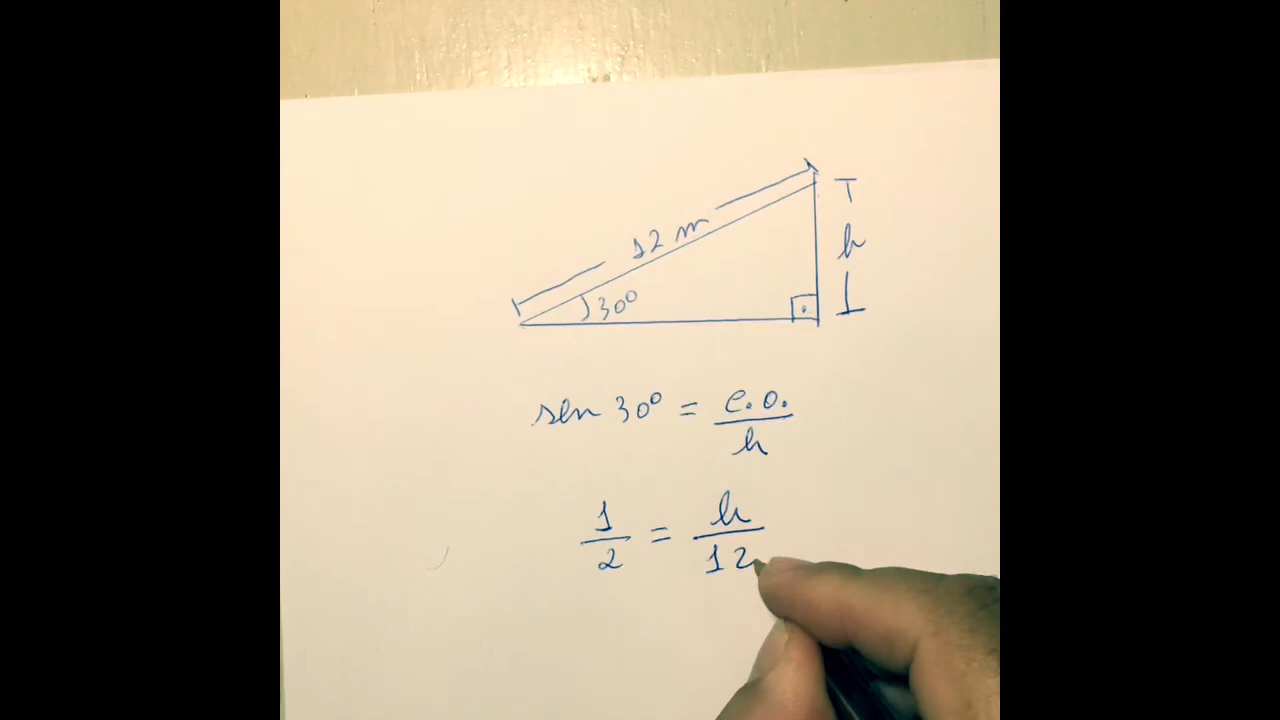 12 m
h
30°
sen 30° = c.o.
h
1 = h
2 12